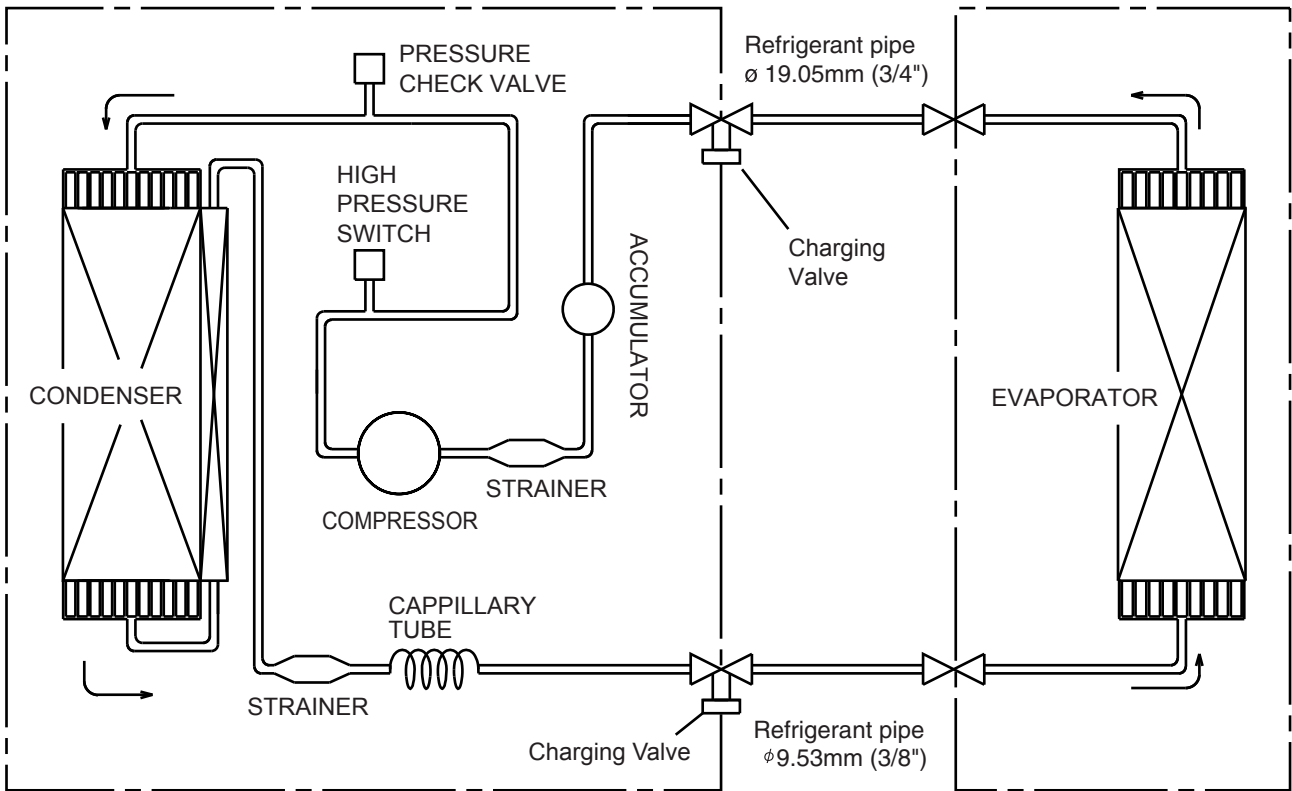 PRESSURE
CHECK VALVE
Refrigerant pipe
ø 19.05mm (3/4")
HIGH
PRESSURE
SWITCH
ACCUMULATOR
Charging
Valve
CONDENSER
EVAPORATOR
STRAINER
COMPRESSOR
CAPPILLARY
TUBE
STRAINER
Charging Valve
Refrigerant pipe
ϕ9.53mm (3/8")